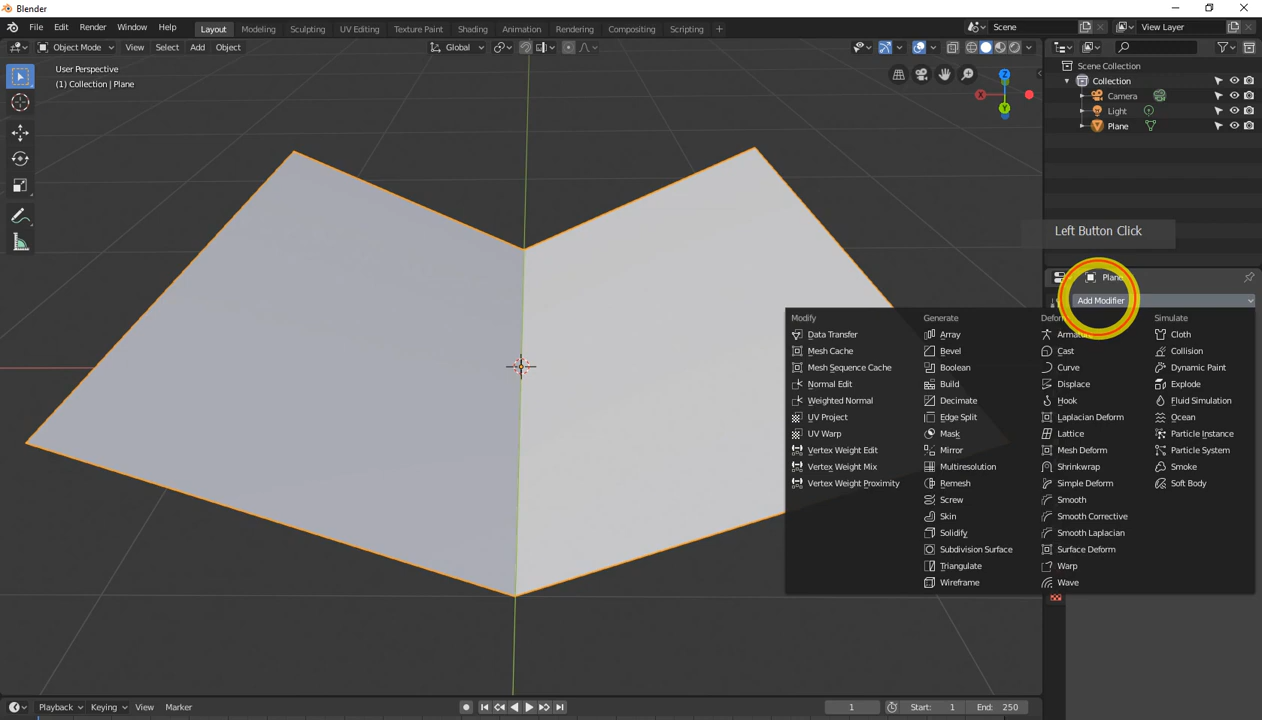 Blender
File Edit Render Window Help Layout Modeling Sculpting UV Editing Texture Paint Shading Animation Rendering Compositing Scripting + Scene View Layer
Object Mode View Select Add Object Global
User Perspective
(1) Collection | Plane
Z
X
Y
Scene Collection
Collection
Camera
Light
Plane
Left Button Click
Plane
Add Modifier
Modify Generate Simulate
Data Transfer Array Cloth
Mesh Cache Bevel Cast Collision
Mesh Sequence Cache Boolean Curve Dynamic Paint
Normal Edit Build Displace Explode
Weighted Normal Decimate Hook Fluid Simulation
UV Project Edge Split Laplacian Deform Ocean
UV Warp Mask Lattice Particle Instance
Vertex Weight Edit Mirror Mesh Deform Particle System
Vertex Weight Mix Multiresolution Shrinkwrap Smoke
Vertex Weight Proximity Remesh Simple Deform Soft Body
Screw Smooth
Skin Smooth Corrective
Solidify Smooth Laplacian
Subdivision Surface Surface Deform
Triangulate Warp
Wireframe Wave
Playback Keying View Marker 1 Start: 1 End: 250